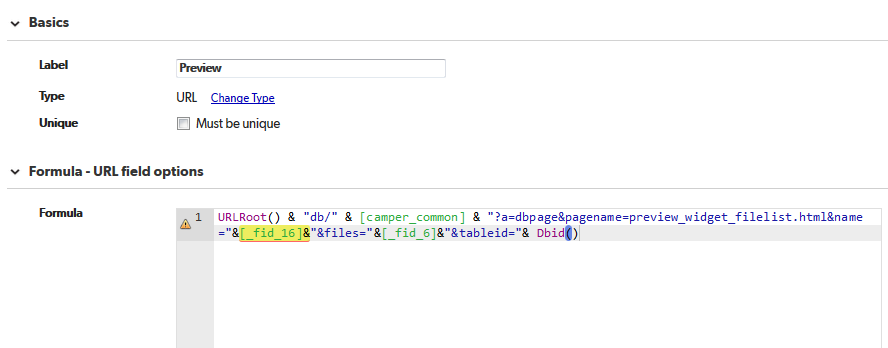 Basics
Label Preview
Type URL Change Type
Unique Must be unique
Formula - URL field options
Formula 1 URLRoot() & "db/" & [camper_common] & "?a=dbpage&pagename=preview_widget_filelist.html&name
="&[_fid_16]&"&files="&[_fid_6]&"&tableid="& Dbid()